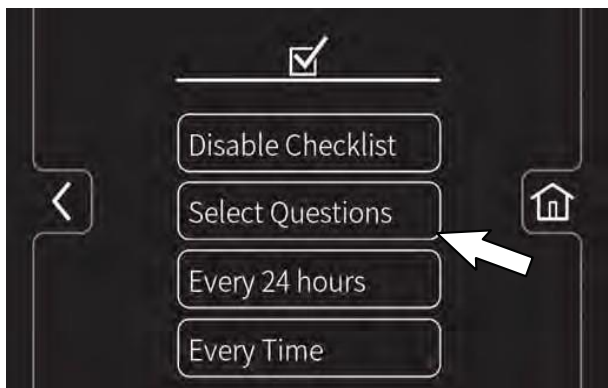 Disable Checklist
Select Questions
Every 24 hours
Every Time